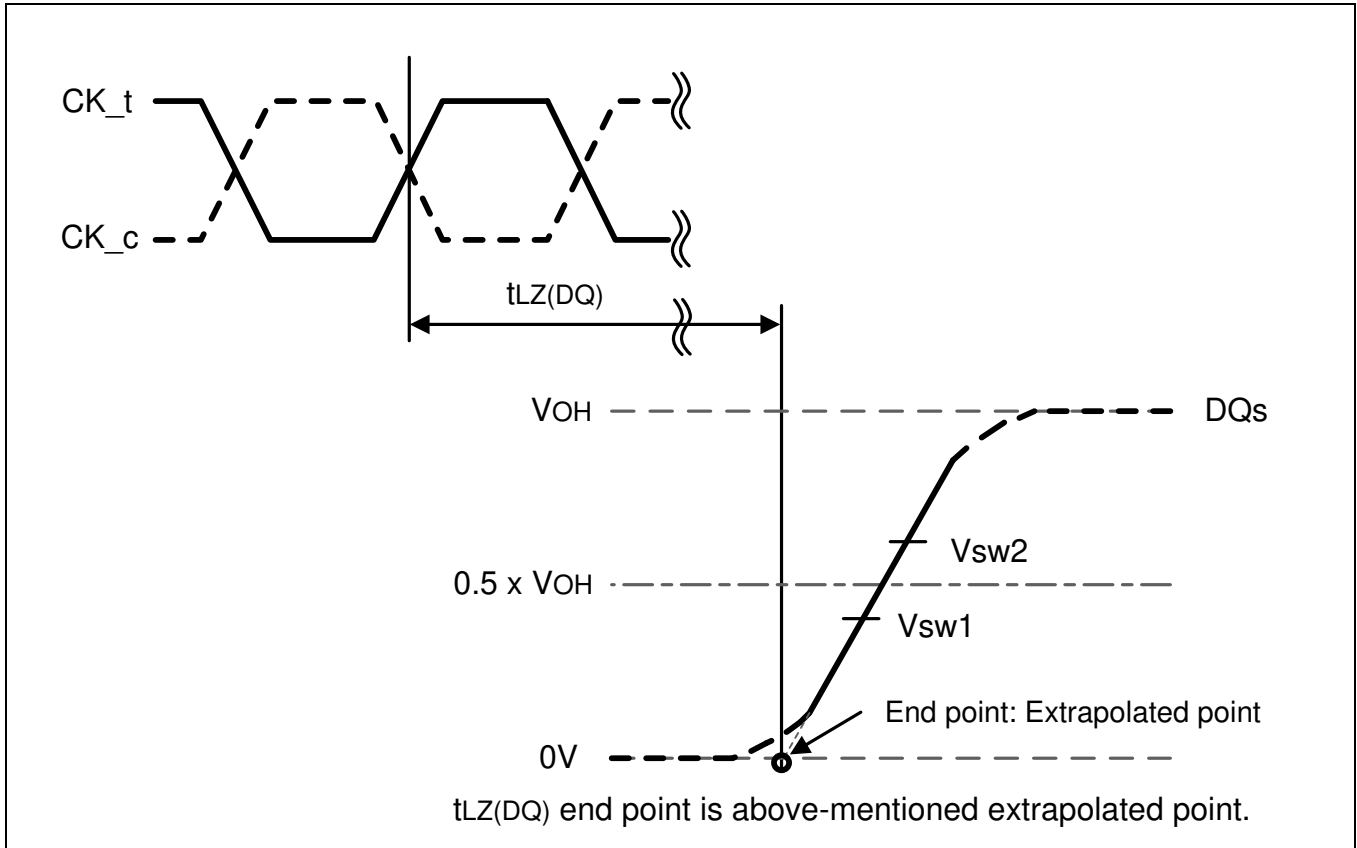 CK_t
CK_c
tLZ(DQ)
VOH
DQs
Vsw2
0.5 x VOH
Vsw1
End point: Extrapolated point
0V
tLZ(DQ) end point is above-mentioned extrapolated point.